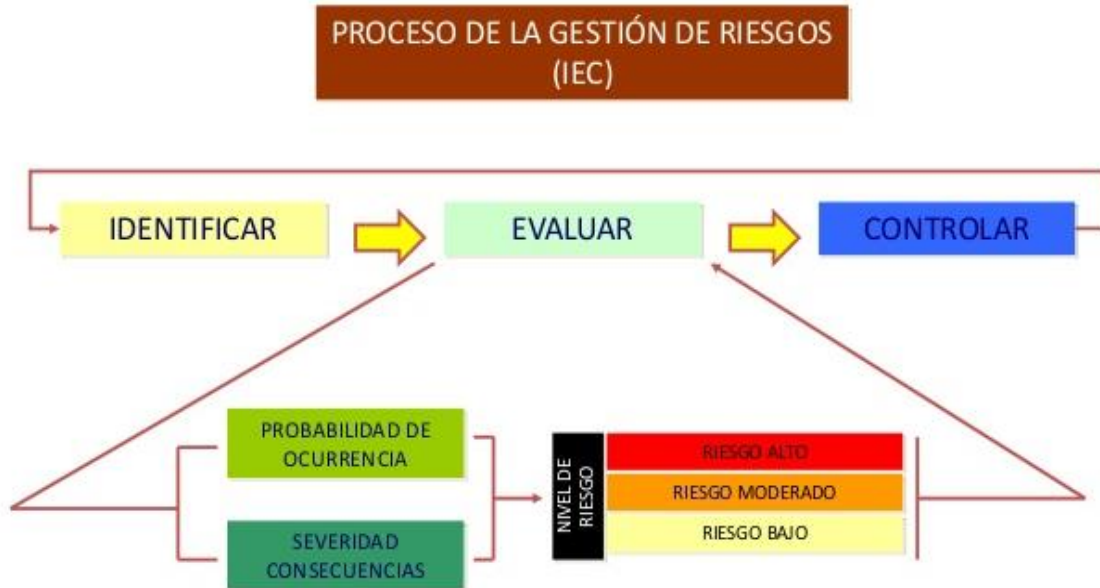 PROCESO DE LA GESTIÓN DE RIESGOS
(IEC)
IDENTIFICAR
EVALUAR
CONTROLAR
PROBABILIDAD DE
OCURRENCIA
SEVERIDAD
CONSECUENCIAS
NIVEL DE
RIESGO
RIESGO ALTO
RIESGO MODERADO
RIESGO BAJO